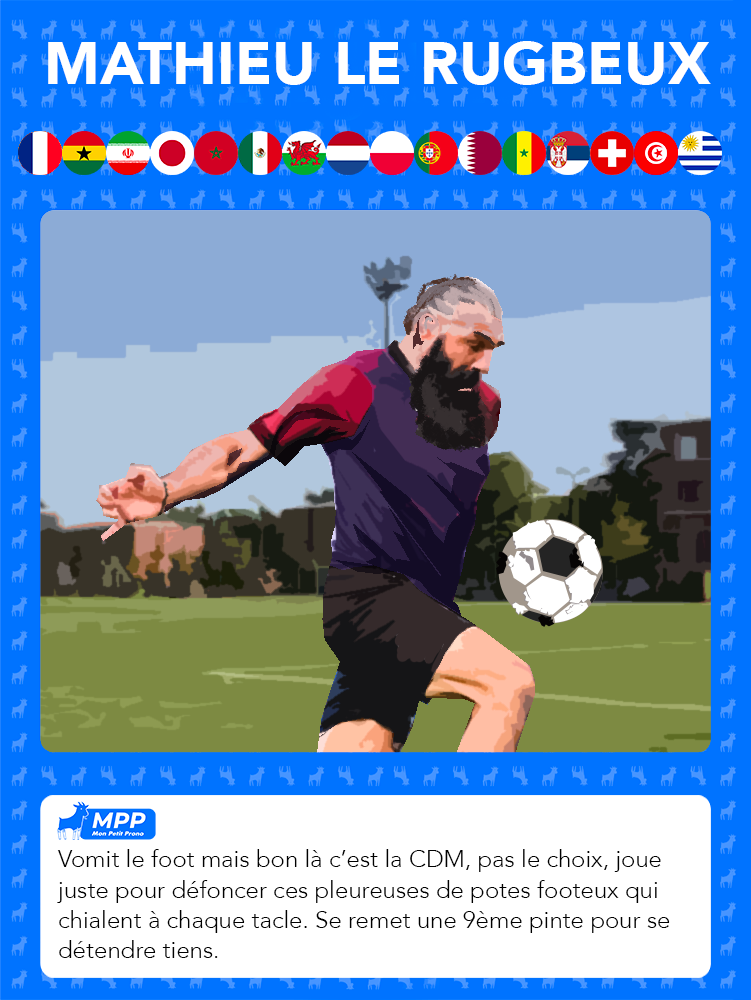 MATHIEU LE RUGBEUX
MPP
Mon Petit Prono
Vomit le foot mais bon là c’est la CDM, pas le choix, joue
juste pour défoncer ces pleureuses de potes footeux qui
chialent à chaque tacle. Se remet une 9ème pinte pour se
détendre tiens.